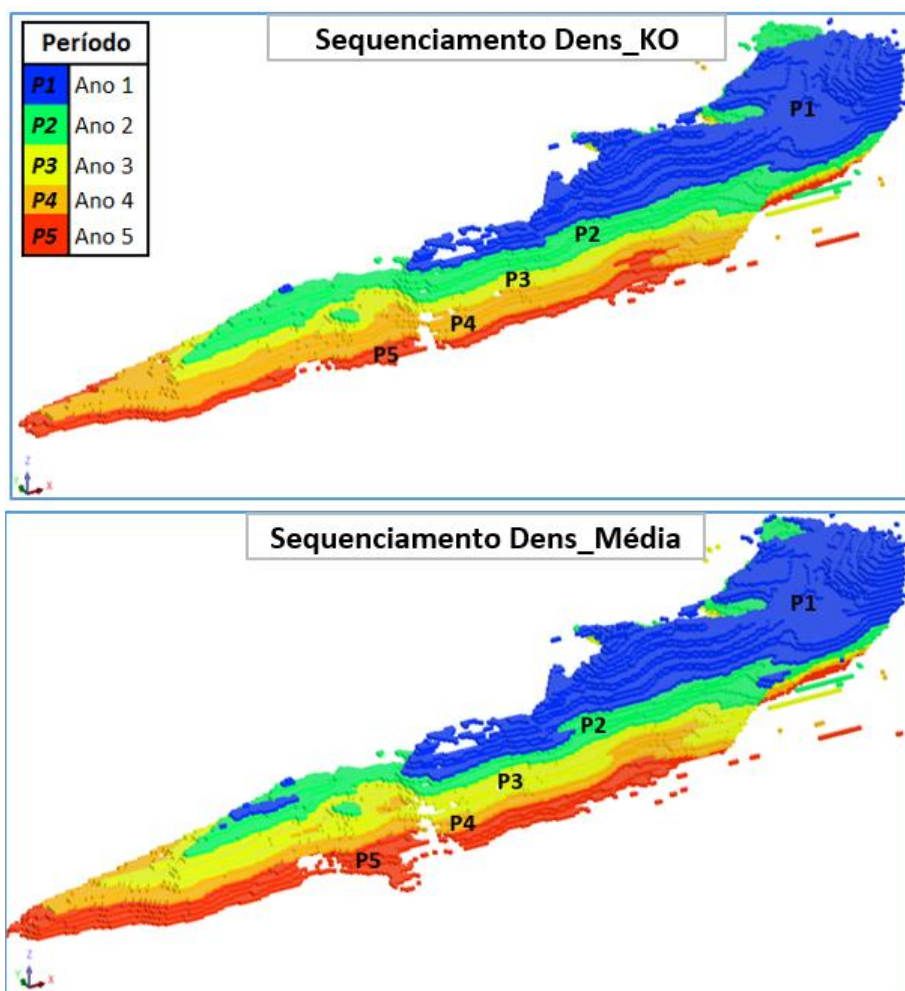 Sequenciamento Dens_KO
Período
P1 Ano 1
P2 Ano 2
P3 Ano 3
P4 Ano 4
P5 Ano 5
P1
P2
P3
P4
P5
Z
Y
X
Sequenciamento Dens_Média
P1
P2
P3
P4
P5
Z
Y
X